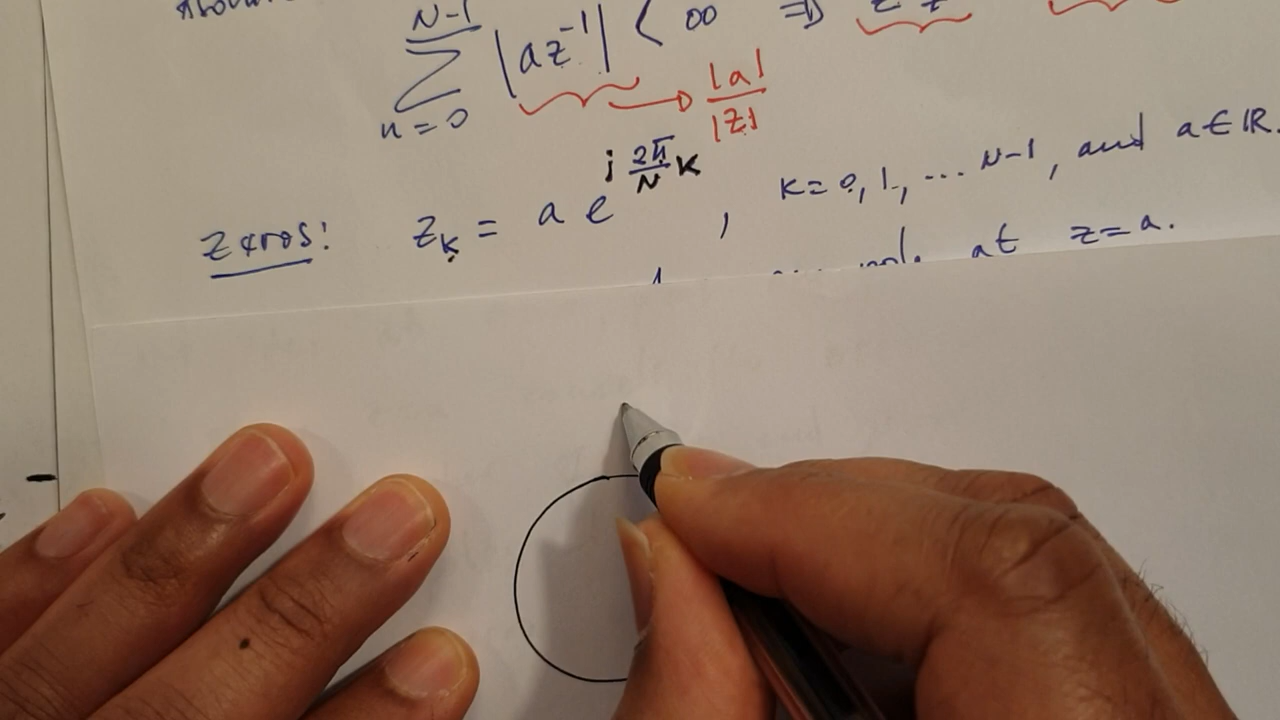 N-1
∑ |az⁻¹| < ∞ ⇒
n=0
|a|
|z|
Zeros: z_k = a e^{j 2π/N k} , k=0,1,... N-1, and a∈ℝ.
at z=a.